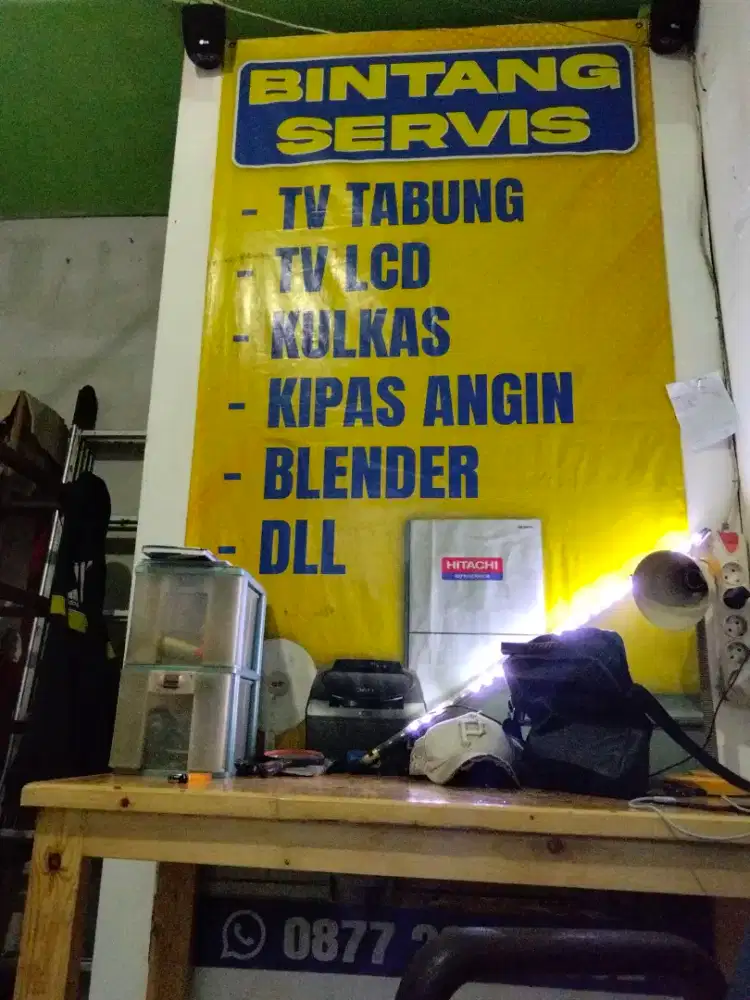 BINTANG
SERVIS
- TV TABUNG
- TV LCD
- KULKAS
- KIPAS ANGIN
- BLENDER
- DLL
HITACHI
0877